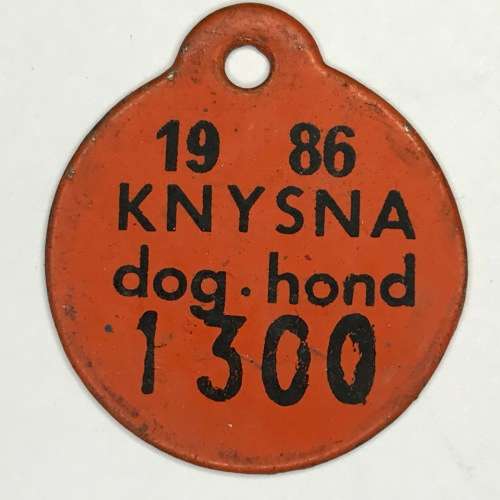 19 86
KNYSNA
dog · hond
1300